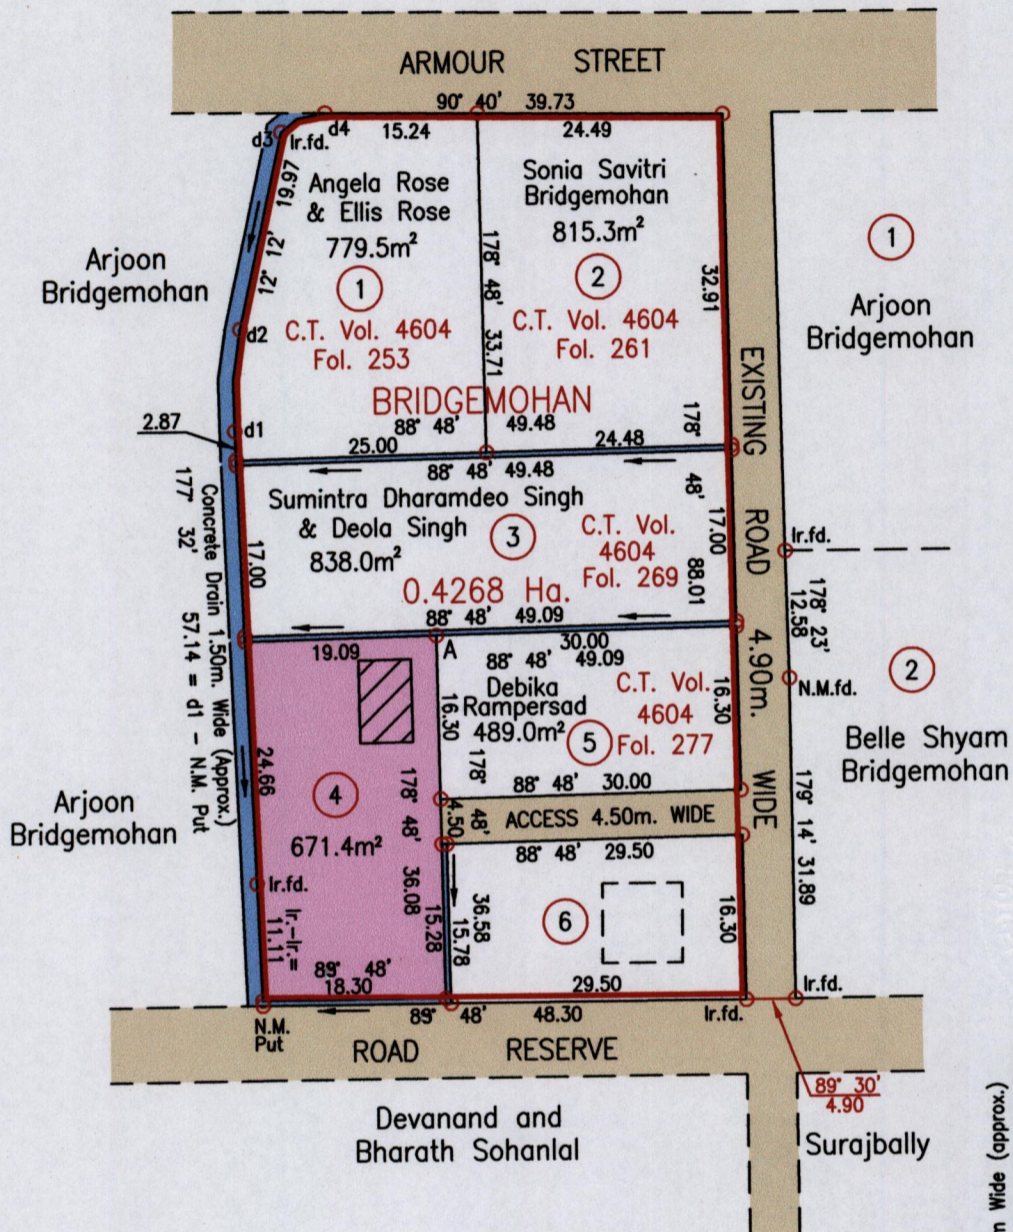 ARMOUR STREET
90° 40' 39.73
d3
Ir.fd.
d4
15.24
24.49
19.97
12° 12'
Angela Rose
& Ellis Rose
779.5m²
1
C.T. Vol. 4604
Fol. 253
Sonia Savitri
Bridgemohan
815.3m²
2
C.T. Vol. 4604
Fol. 261
178° 48' 33.71
32.91
Arjoon
Bridgemohan
1
Arjoon
Bridgemohan
d2
BRIDGEMOHAN
88° 48' 49.48
2.87
d1
25.00
24.48
178° 48'
88° 48' 49.48
EXISTING ROAD 4.90m. WIDE
Sumintra Dharamdeo Singh
& Deola Singh
838.0m²
3
C.T. Vol.
4604
Fol. 269
0.4268 Ha.
17.00
17.00
88.01
Concrete Drain 1.50m. Wide (Approx.)
177° 32' 57.14 = d1 - N.M. Put
88° 48' 49.09
Ir.fd.
178° 23'
12.58
N.M.fd.
2
Belle Shyam
Bridgemohan
19.09
A
30.00
88° 48' 49.09
Debika
Rampersad
489.0m²
5
C.T. Vol.
4604
Fol. 277
16.30
16.30
178° 48'
88° 48' 30.00
4.50
ACCESS 4.50m. WIDE
88° 48' 29.50
179° 14' 31.89
Arjoon
Bridgemohan
24.66
4
671.4m²
178° 48' 36.08
15.28
36.58
15.78
6
16.30
Ir.fd.
Ir.-Ir.=
11.11
89° 48'
18.30
29.50
N.M.
Put
89° 48' 48.30
Ir.fd.
Ir.fd.
ROAD RESERVE
89° 30'
4.90
Devanand and
Bharath Sohanlal
Surajbally
n Wide (approx.)